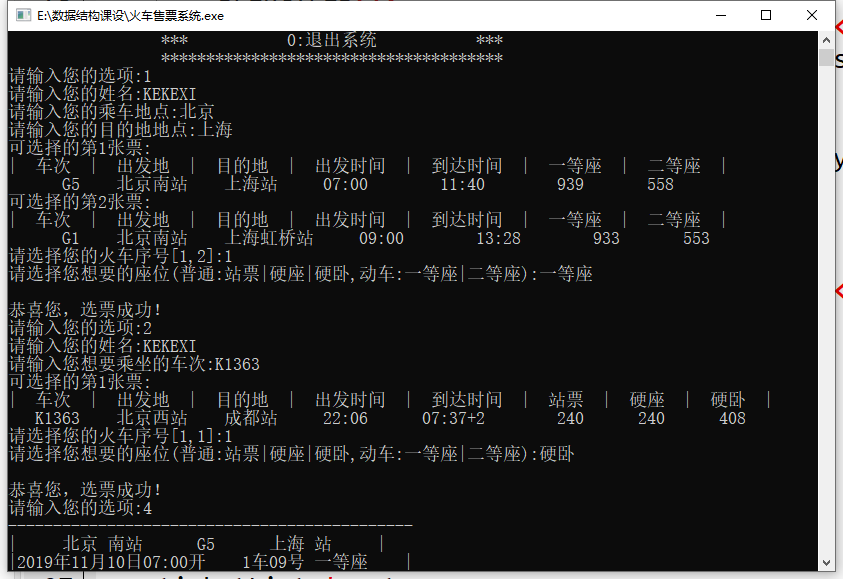 E:\数据结构课设\火车售票系统.exe
*** 0:退出系统 ***
**************************************
请输入您的选项:1
请输入您的姓名:KEKEXI
请输入您的乘车地点:北京
请输入您的目的地地点:上海
可选择的第1张票:
| 车次 | 出发地 | 目的地 | 出发时间 | 到达时间 | 一等座 | 二等座 |
G5 北京南站 上海站 07:00 11:40 939 558
可选择的第2张票:
| 车次 | 出发地 | 目的地 | 出发时间 | 到达时间 | 一等座 | 二等座 |
G1 北京南站 上海虹桥站 09:00 13:28 933 553
请选择您的火车序号[1,2]:1
请选择您想要的座位(普通:站票|硬座|硬卧,动车:一等座|二等座):一等座
恭喜您，选票成功!
请输入您的选项:2
请输入您的姓名:KEKEXI
请输入您想要乘坐的车次:K1363
可选择的第1张票:
| 车次 | 出发地 | 目的地 | 出发时间 | 到达时间 | 站票 | 硬座 | 硬卧 |
K1363 北京西站 成都站 22:06 07:37+2 240 240 408
请选择您的火车序号[1,1]:1
请选择您想要的座位(普通:站票|硬座|硬卧,动车:一等座|二等座):硬卧
恭喜您，选票成功!
请输入您的选项:4
---------------------------------------------
| 北京 南站 G5 上海 站 |
|2019年11月10日07:00开 1车09号 一等座 |